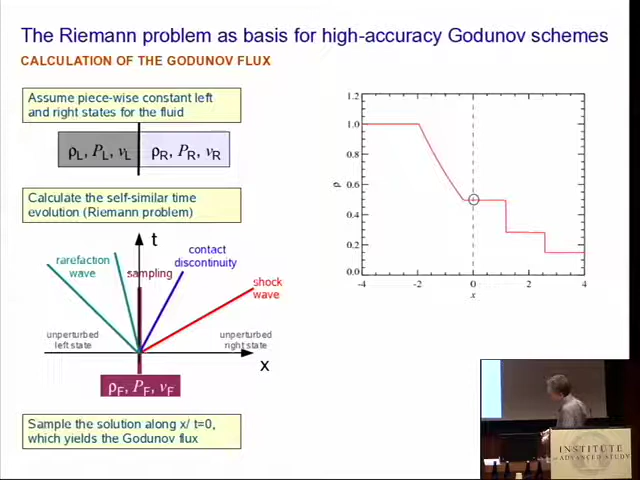 The Riemann problem as basis for high-accuracy Godunov schemes
CALCULATION OF THE GODUNOV FLUX
Assume piece-wise constant left
and right states for the fluid
ρL, PL, vL ρR, PR, vR
Calculate the self-similar time
evolution (Riemann problem)
t
rarefaction
wave
sampling
contact
discontinuity
shock
wave
unperturbed
left state
unperturbed
right state
x
ρF, PF, vF
Sample the solution along x/ t=0,
which yields the Godunov flux
1.2
1.0
0.8
0.6
0.4
0.2
0.0
ρ
-4 -2 0 2 4
x
INSTITUTE
ADVANCED STUDY